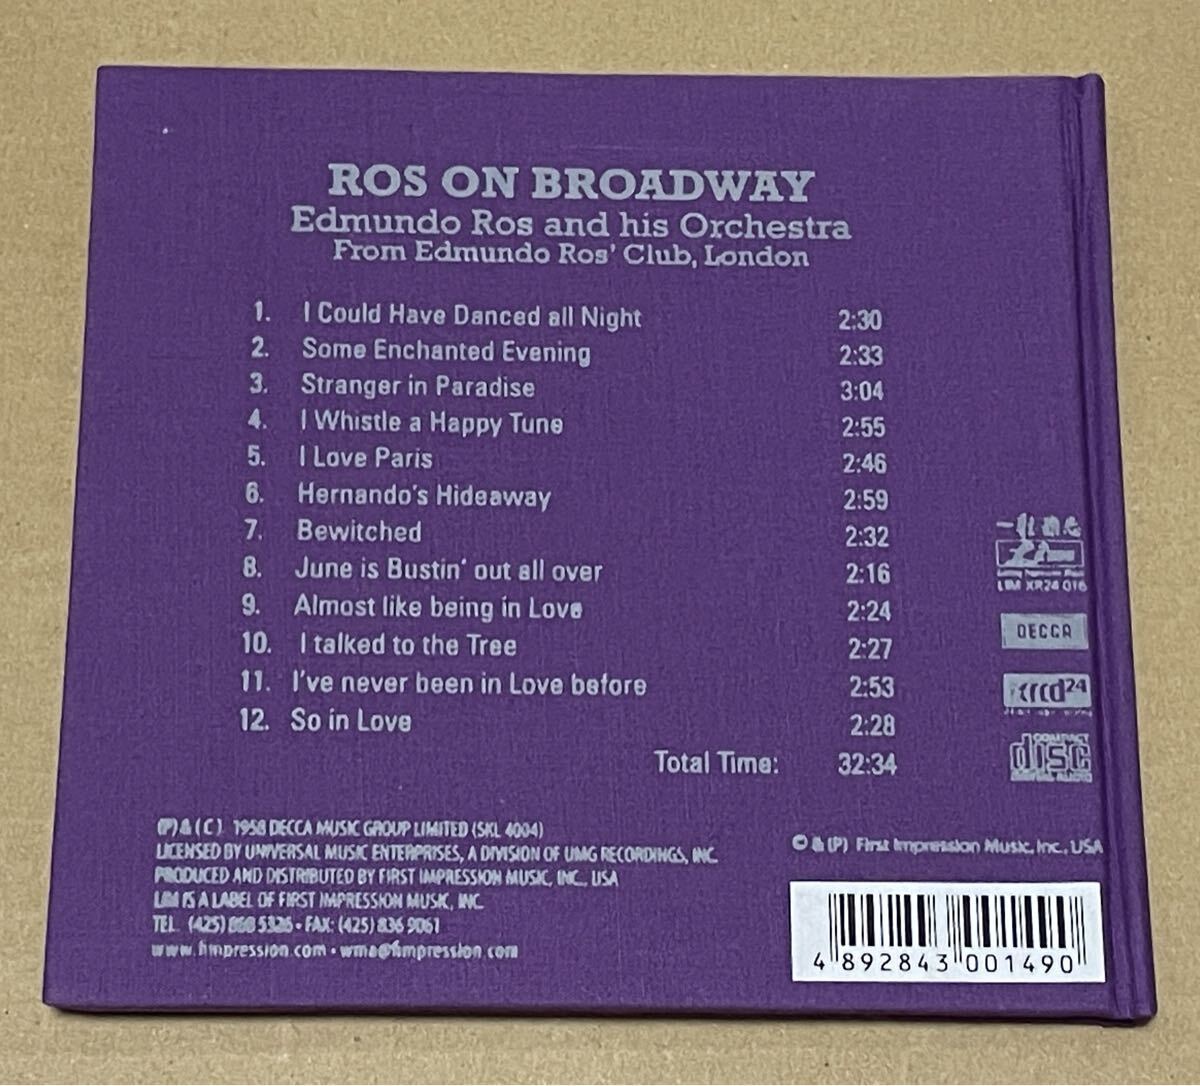 ROS ON BROADWAY
Edmundo Ros and his Orchestra
From Edmundo Ros' Club, London
1. I Could Have Danced all Night 2:30
2. Some Enchanted Evening 2:33
3. Stranger in Paradise 3:04
4. I Whistle a Happy Tune 2:55
5. I Love Paris 2:46
6. Hernando's Hideaway 2:59
7. Bewitched 2:32
8. June is Bustin' out all over 2:16
9. Almost like being in Love 2:24
10. I talked to the Tree 2:27
11. I've never been in Love before 2:53
12. So in Love 2:28
Total Time: 32:34
LIM XR24 016
DECCA
xrcd24
COMPACT
disc
DIGITAL AUDIO
(P) & (C) 1958 DECCA MUSIC GROUP LIMITED (SKL 4004)
LICENSED BY UNIVERSAL MUSIC ENTERPRISES, A DIVISION OF UMG RECORDINGS, INC.
PRODUCED AND DISTRIBUTED BY FIRST IMPRESSION MUSIC, INC., USA
LIM IS A LABEL OF FIRST IMPRESSION MUSIC, INC.
TEL. (425) 868 5326 • FAX: (425) 836 9061
www.fimpression.com • wma@fimpression.com
© & (P) First Impression Music, Inc., USA
4 892843 001490